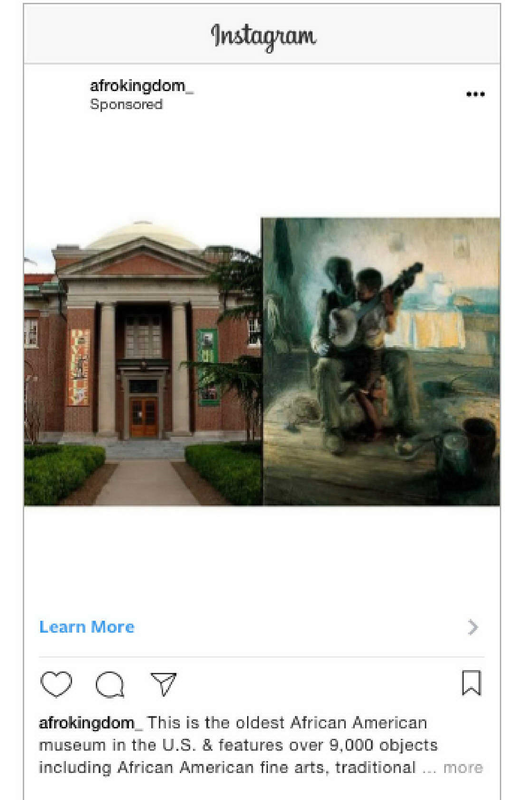 Instagram
afrokingdom_
Sponsored
Learn More
afrokingdom_ This is the oldest African American
museum in the U.S. & features over 9,000 objects
including African American fine arts, traditional ... more